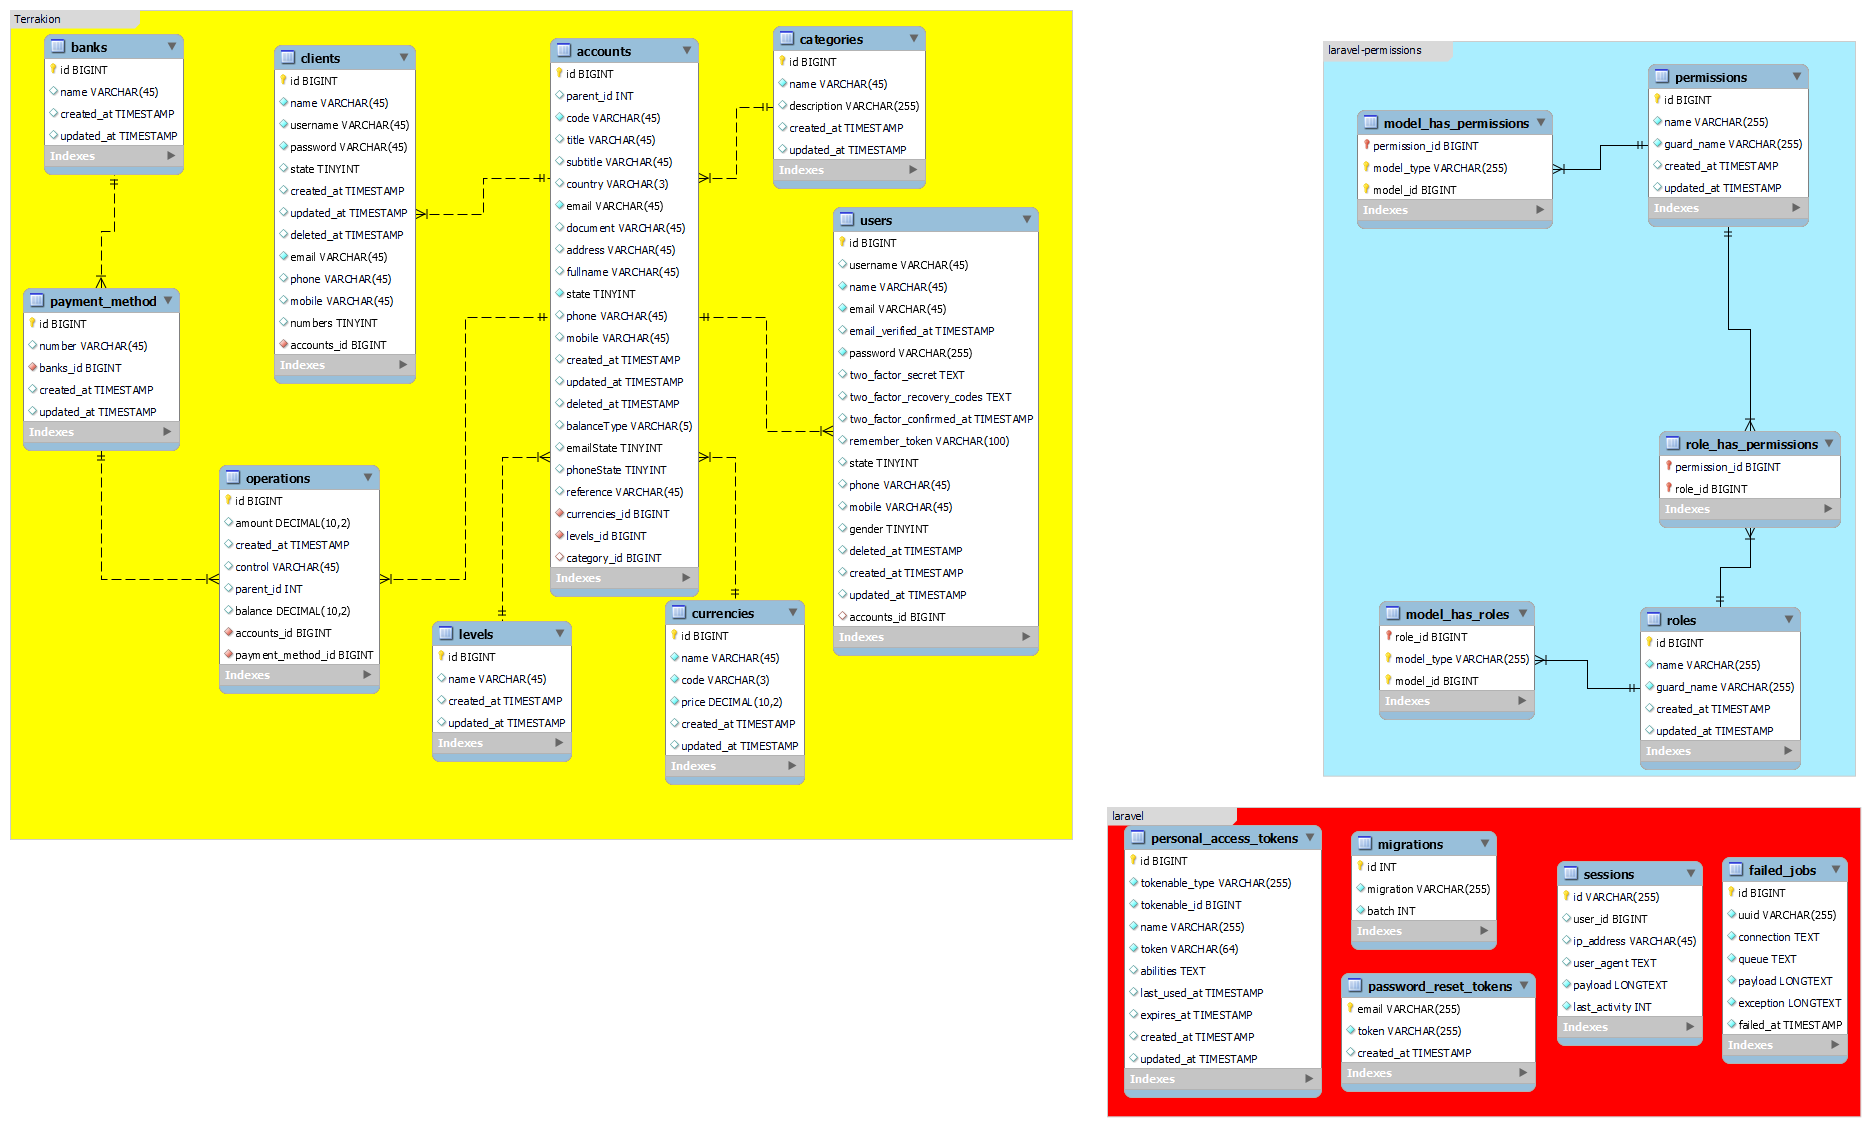 Terrakion
banks
id BIGINT
name VARCHAR(45)
created_at TIMESTAMP
updated_at TIMESTAMP
Indexes
clients
id BIGINT
name VARCHAR(45)
username VARCHAR(45)
password VARCHAR(45)
state TINYINT
created_at TIMESTAMP
updated_at TIMESTAMP
deleted_at TIMESTAMP
email VARCHAR(45)
phone VARCHAR(45)
mobile VARCHAR(45)
numbers TINYINT
accounts_id BIGINT
Indexes
accounts
id BIGINT
parent_id INT
code VARCHAR(45)
title VARCHAR(45)
subtitle VARCHAR(45)
country VARCHAR(3)
email VARCHAR(45)
document VARCHAR(45)
address VARCHAR(45)
fullname VARCHAR(45)
state TINYINT
phone VARCHAR(45)
mobile VARCHAR(45)
created_at TIMESTAMP
updated_at TIMESTAMP
deleted_at TIMESTAMP
balanceType VARCHAR(5)
emailState TINYINT
phoneState TINYINT
reference VARCHAR(45)
currencies_id BIGINT
levels_id BIGINT
category_id BIGINT
Indexes
categories
id BIGINT
name VARCHAR(45)
description VARCHAR(255)
created_at TIMESTAMP
updated_at TIMESTAMP
Indexes
users
id BIGINT
username VARCHAR(45)
name VARCHAR(45)
email VARCHAR(45)
email_verified_at TIMESTAMP
password VARCHAR(255)
two_factor_secret TEXT
two_factor_recovery_codes TEXT
two_factor_confirmed_at TIMESTAMP
remember_token VARCHAR(100)
state TINYINT
phone VARCHAR(45)
mobile VARCHAR(45)
gender TINYINT
deleted_at TIMESTAMP
created_at TIMESTAMP
updated_at TIMESTAMP
accounts_id BIGINT
Indexes
payment_method
id BIGINT
number VARCHAR(45)
banks_id BIGINT
created_at TIMESTAMP
updated_at TIMESTAMP
Indexes
operations
id BIGINT
amount DECIMAL(10,2)
created_at TIMESTAMP
control VARCHAR(45)
parent_id INT
balance DECIMAL(10,2)
accounts_id BIGINT
payment_method_id BIGINT
Indexes
levels
id BIGINT
name VARCHAR(45)
created_at TIMESTAMP
updated_at TIMESTAMP
Indexes
currencies
id BIGINT
name VARCHAR(45)
code VARCHAR(3)
price DECIMAL(10,2)
created_at TIMESTAMP
updated_at TIMESTAMP
Indexes
laravel-permissions
model_has_permissions
permission_id BIGINT
model_type VARCHAR(255)
model_id BIGINT
Indexes
permissions
id BIGINT
name VARCHAR(255)
guard_name VARCHAR(255)
created_at TIMESTAMP
updated_at TIMESTAMP
Indexes
role_has_permissions
permission_id BIGINT
role_id BIGINT
Indexes
model_has_roles
role_id BIGINT
model_type VARCHAR(255)
model_id BIGINT
Indexes
roles
id BIGINT
name VARCHAR(255)
guard_name VARCHAR(255)
created_at TIMESTAMP
updated_at TIMESTAMP
Indexes
laravel
personal_access_tokens
id BIGINT
tokenable_type VARCHAR(255)
tokenable_id BIGINT
name VARCHAR(255)
token VARCHAR(64)
abilities TEXT
last_used_at TIMESTAMP
expires_at TIMESTAMP
created_at TIMESTAMP
updated_at TIMESTAMP
Indexes
migrations
id INT
migration VARCHAR(255)
batch INT
Indexes
password_reset_tokens
email VARCHAR(255)
token VARCHAR(255)
created_at TIMESTAMP
Indexes
sessions
id VARCHAR(255)
user_id BIGINT
ip_address VARCHAR(45)
user_agent TEXT
payload LONGTEXT
last_activity INT
Indexes
failed_jobs
id BIGINT
uuid VARCHAR(255)
connection TEXT
queue TEXT
payload LONGTEXT
exception LONGTEXT
failed_at TIMESTAMP
Indexes